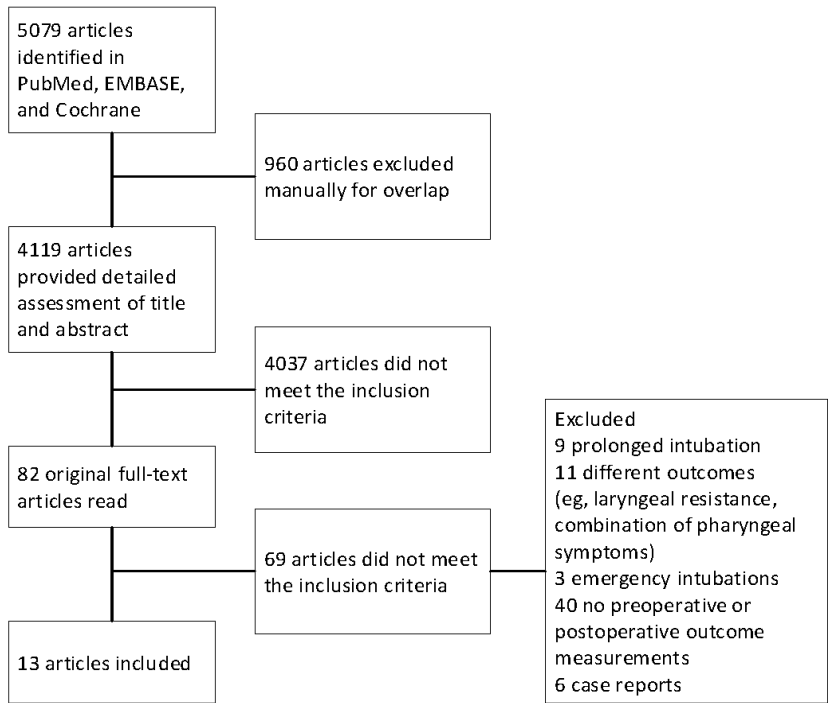 5079 articles
identified in
PubMed, EMBASE,
and Cochrane
960 articles excluded
manually for overlap
4119 articles
provided detailed
assessment of title
and abstract
4037 articles did not
meet the inclusion
criteria
82 original full-text
articles read
69 articles did not meet
the inclusion criteria
Excluded
9 prolonged intubation
11 different outcomes
(eg, laryngeal resistance,
combination of pharyngeal
symptoms)
3 emergency intubations
40 no preoperative or
postoperative outcome
measurements
6 case reports
13 articles included